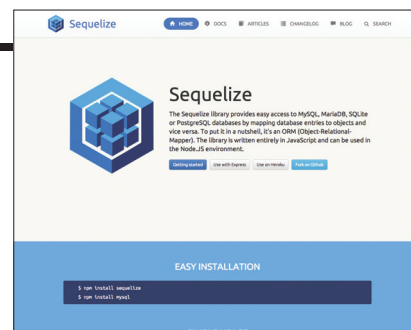 Sequelize
HOME DOCS ARTICLES CHANGELOG BLOG SEARCH
Sequelize
The Sequelize library provides easy access to MySQL, MariaDB, SQLite
or PostgreSQL databases by mapping database entries to objects and
vice versa. To put it in a nutshell, it's an ORM (Object-Relational-
Mapper). The library is written entirely in JavaScript and can be used in
the Node.JS environment.
Getting started Use with Express Use on Heroku Fork on Github
EASY INSTALLATION
$ npm install sequelize
$ npm install mysql